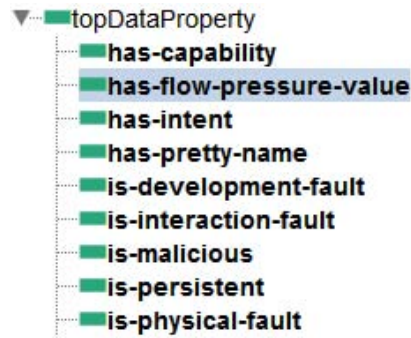 topDataProperty
has-capability
has-flow-pressure-value
has-intent
has-pretty-name
is-development-fault
is-interaction-fault
is-malicious
is-persistent
is-physical-fault